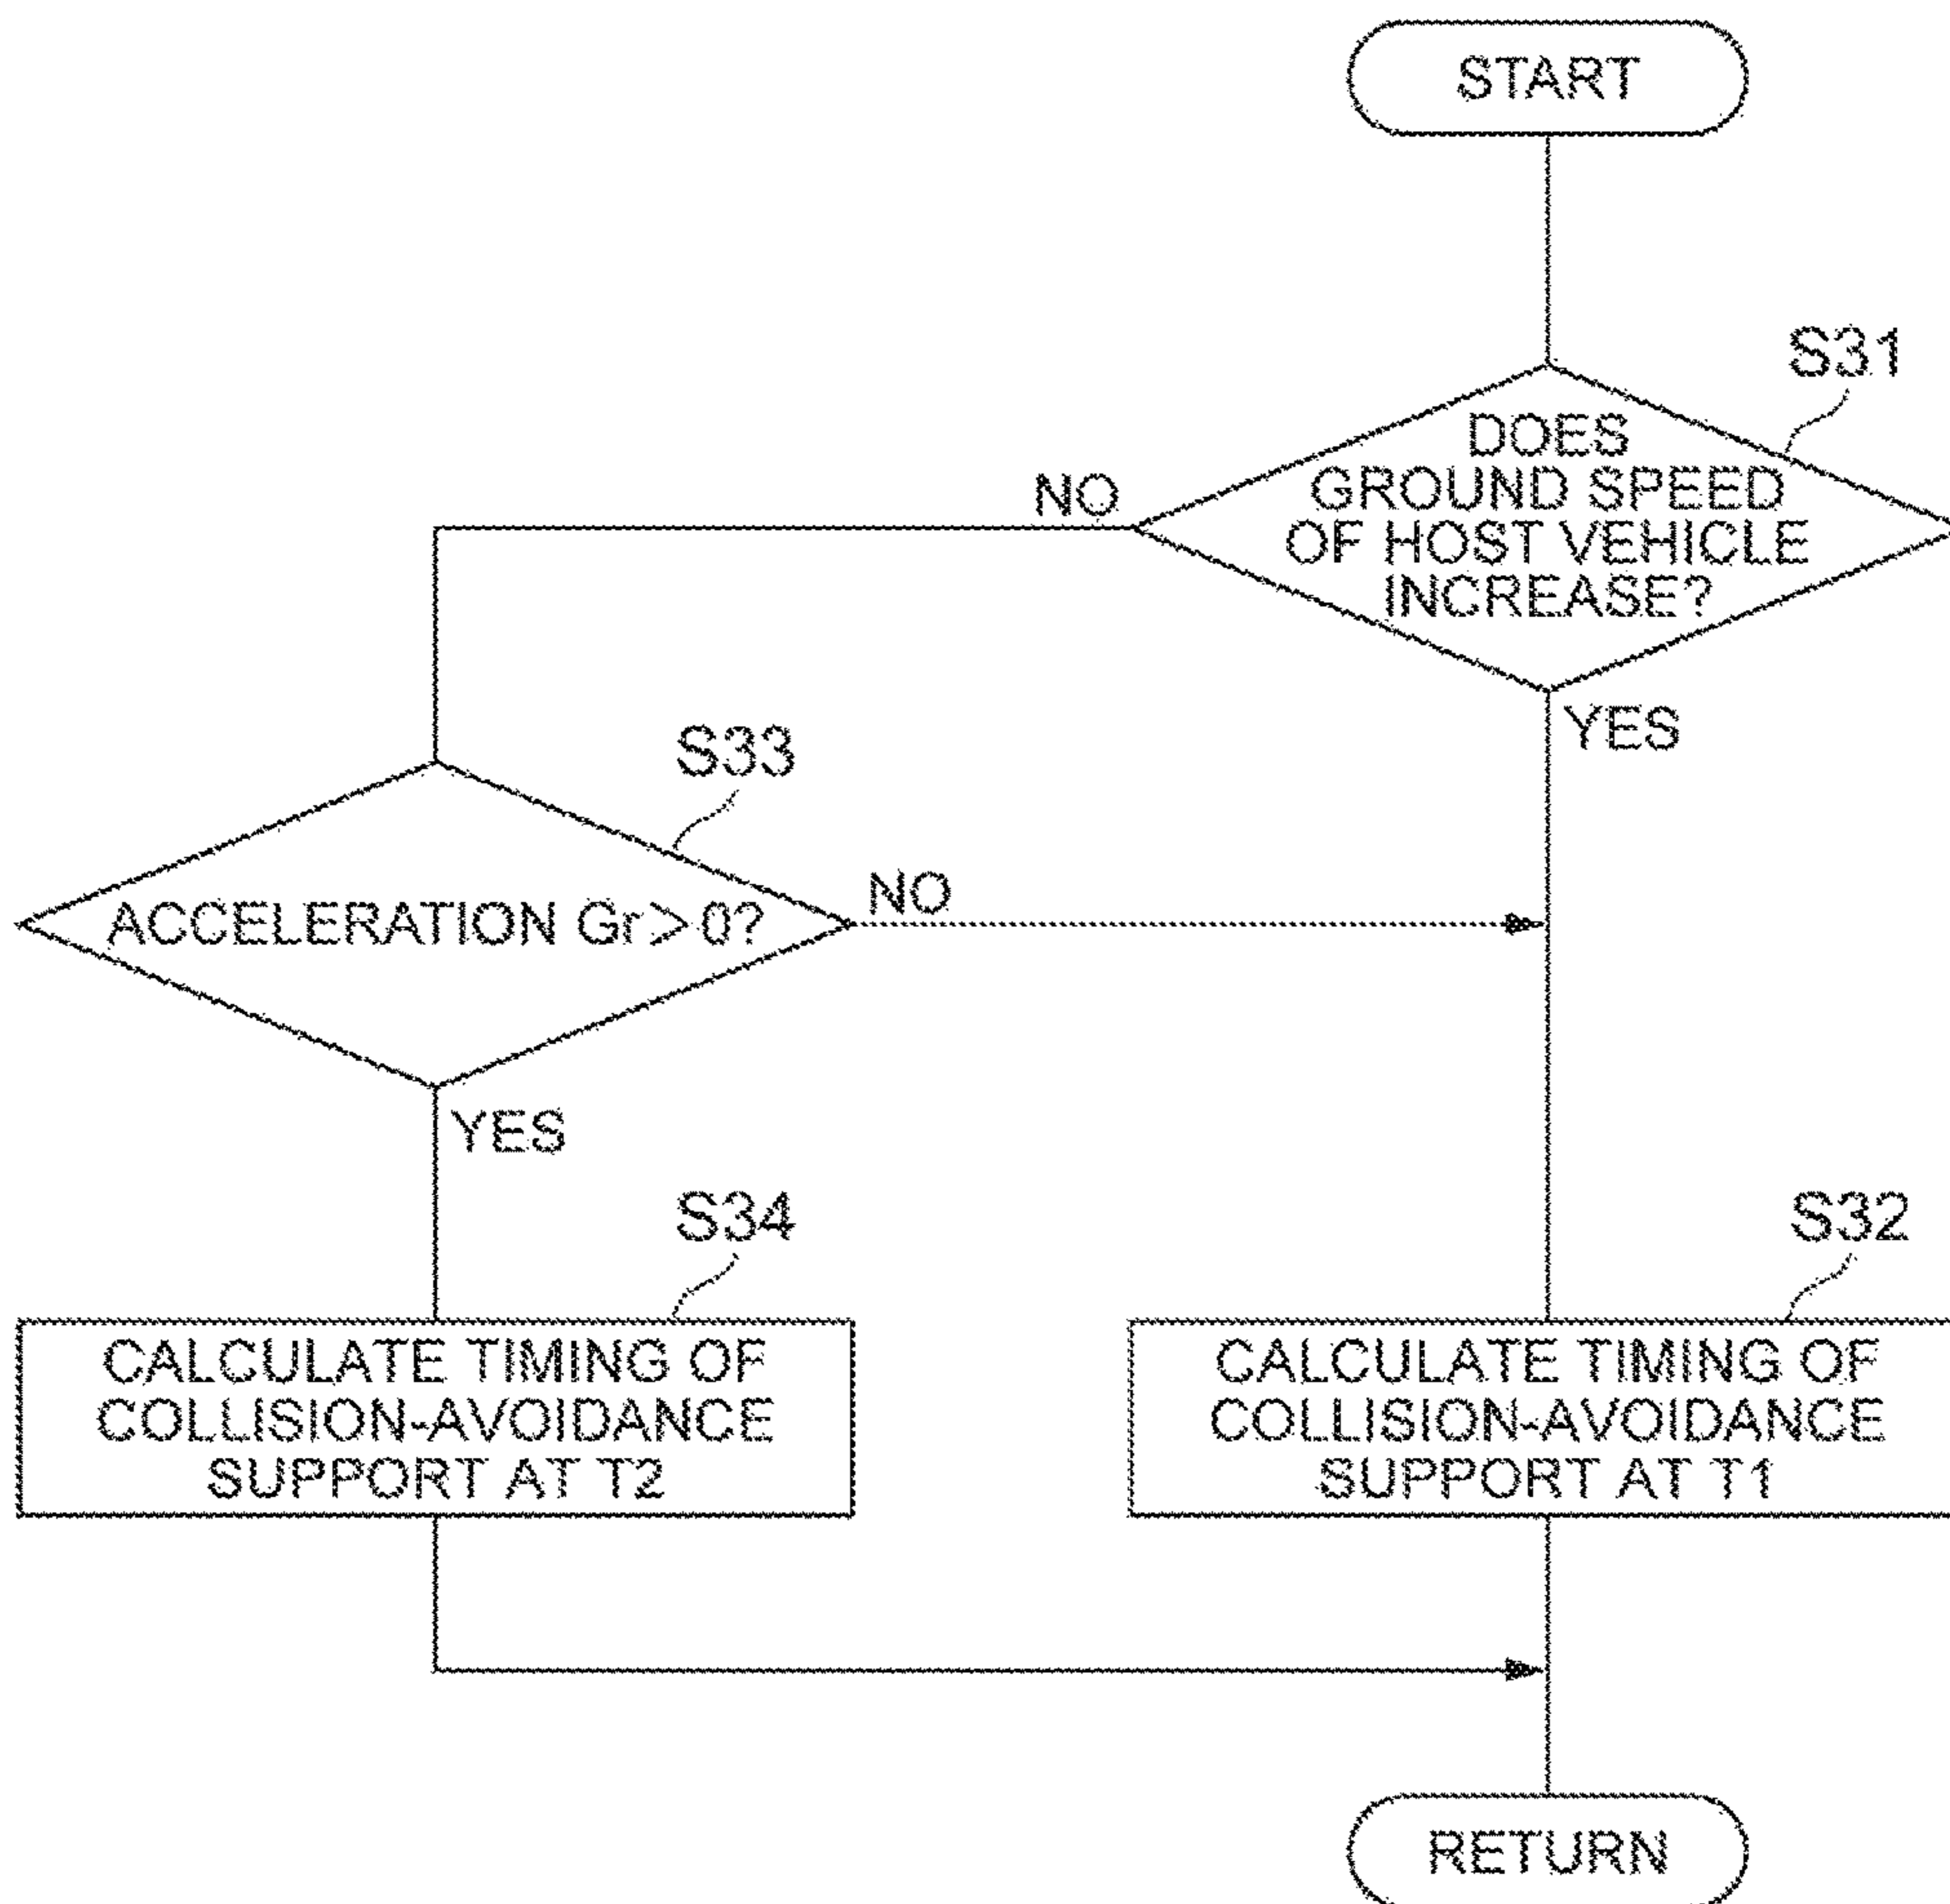 START
S31
DOES
GROUND SPEED
OF HOST VEHICLE
INCREASE?
NO
YES
S33
ACCELERATION Gr > 0?
NO
YES
S34
CALCULATE TIMING OF
COLLISION-AVOIDANCE
SUPPORT AT T2
S32
CALCULATE TIMING OF
COLLISION-AVOIDANCE
SUPPORT AT T1
RETURN